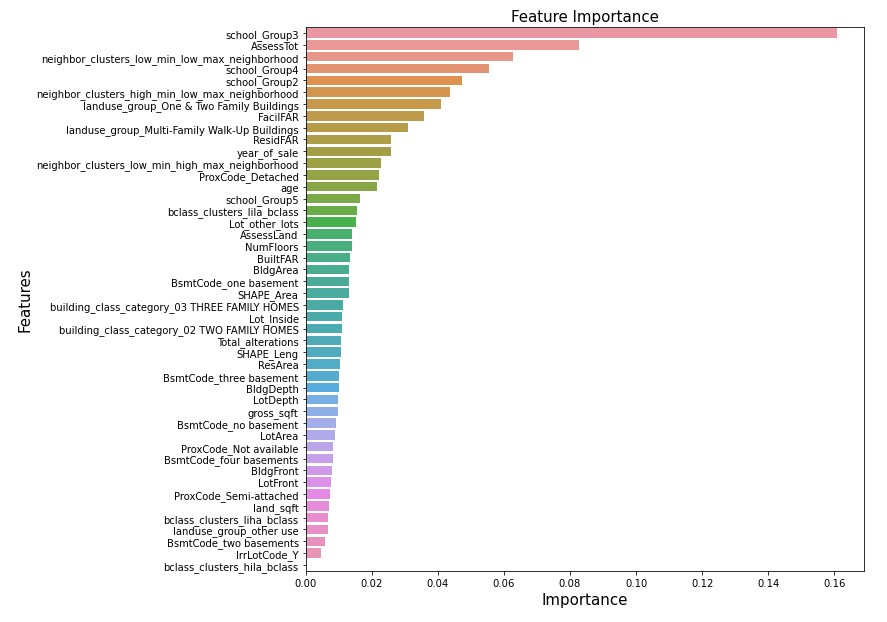 Feature Importance
school_Group3
AssessTot
neighbor_clusters_low_min_low_max_neighborhood
school_Group4
school_Group2
neighbor_clusters_high_min_low_max_neighborhood
landuse_group_One & Two Family Buildings
FacilFAR
landuse_group_Multi-Family Walk-Up Buildings
ResidFAR
year_of_sale
neighbor_clusters_low_min_high_max_neighborhood
ProxCode_Detached
age
school_Group5
bclass_clusters_lila_bclass
Lot_other_lots
AssessLand
NumFloors
BuiltFAR
BldgArea
BsmtCode_one basement
SHAPE_Area
building_class_category_03 THREE FAMILY HOMES
Lot_Inside
building_class_category_02 TWO FAMILY HOMES
Total_alterations
SHAPE_Leng
ResArea
BsmtCode_three basement
BldgDepth
LotDepth
gross_sqft
BsmtCode_no basement
LotArea
ProxCode_Not available
BsmtCode_four basements
BldgFront
LotFront
ProxCode_Semi-attached
land_sqft
bclass_clusters_liha_bclass
landuse_group_other use
BsmtCode_two basements
IrrLotCode_Y
bclass_clusters_hila_bclass
Features
0.00 0.02 0.04 0.06 0.08 0.10 0.12 0.14 0.16
Importance